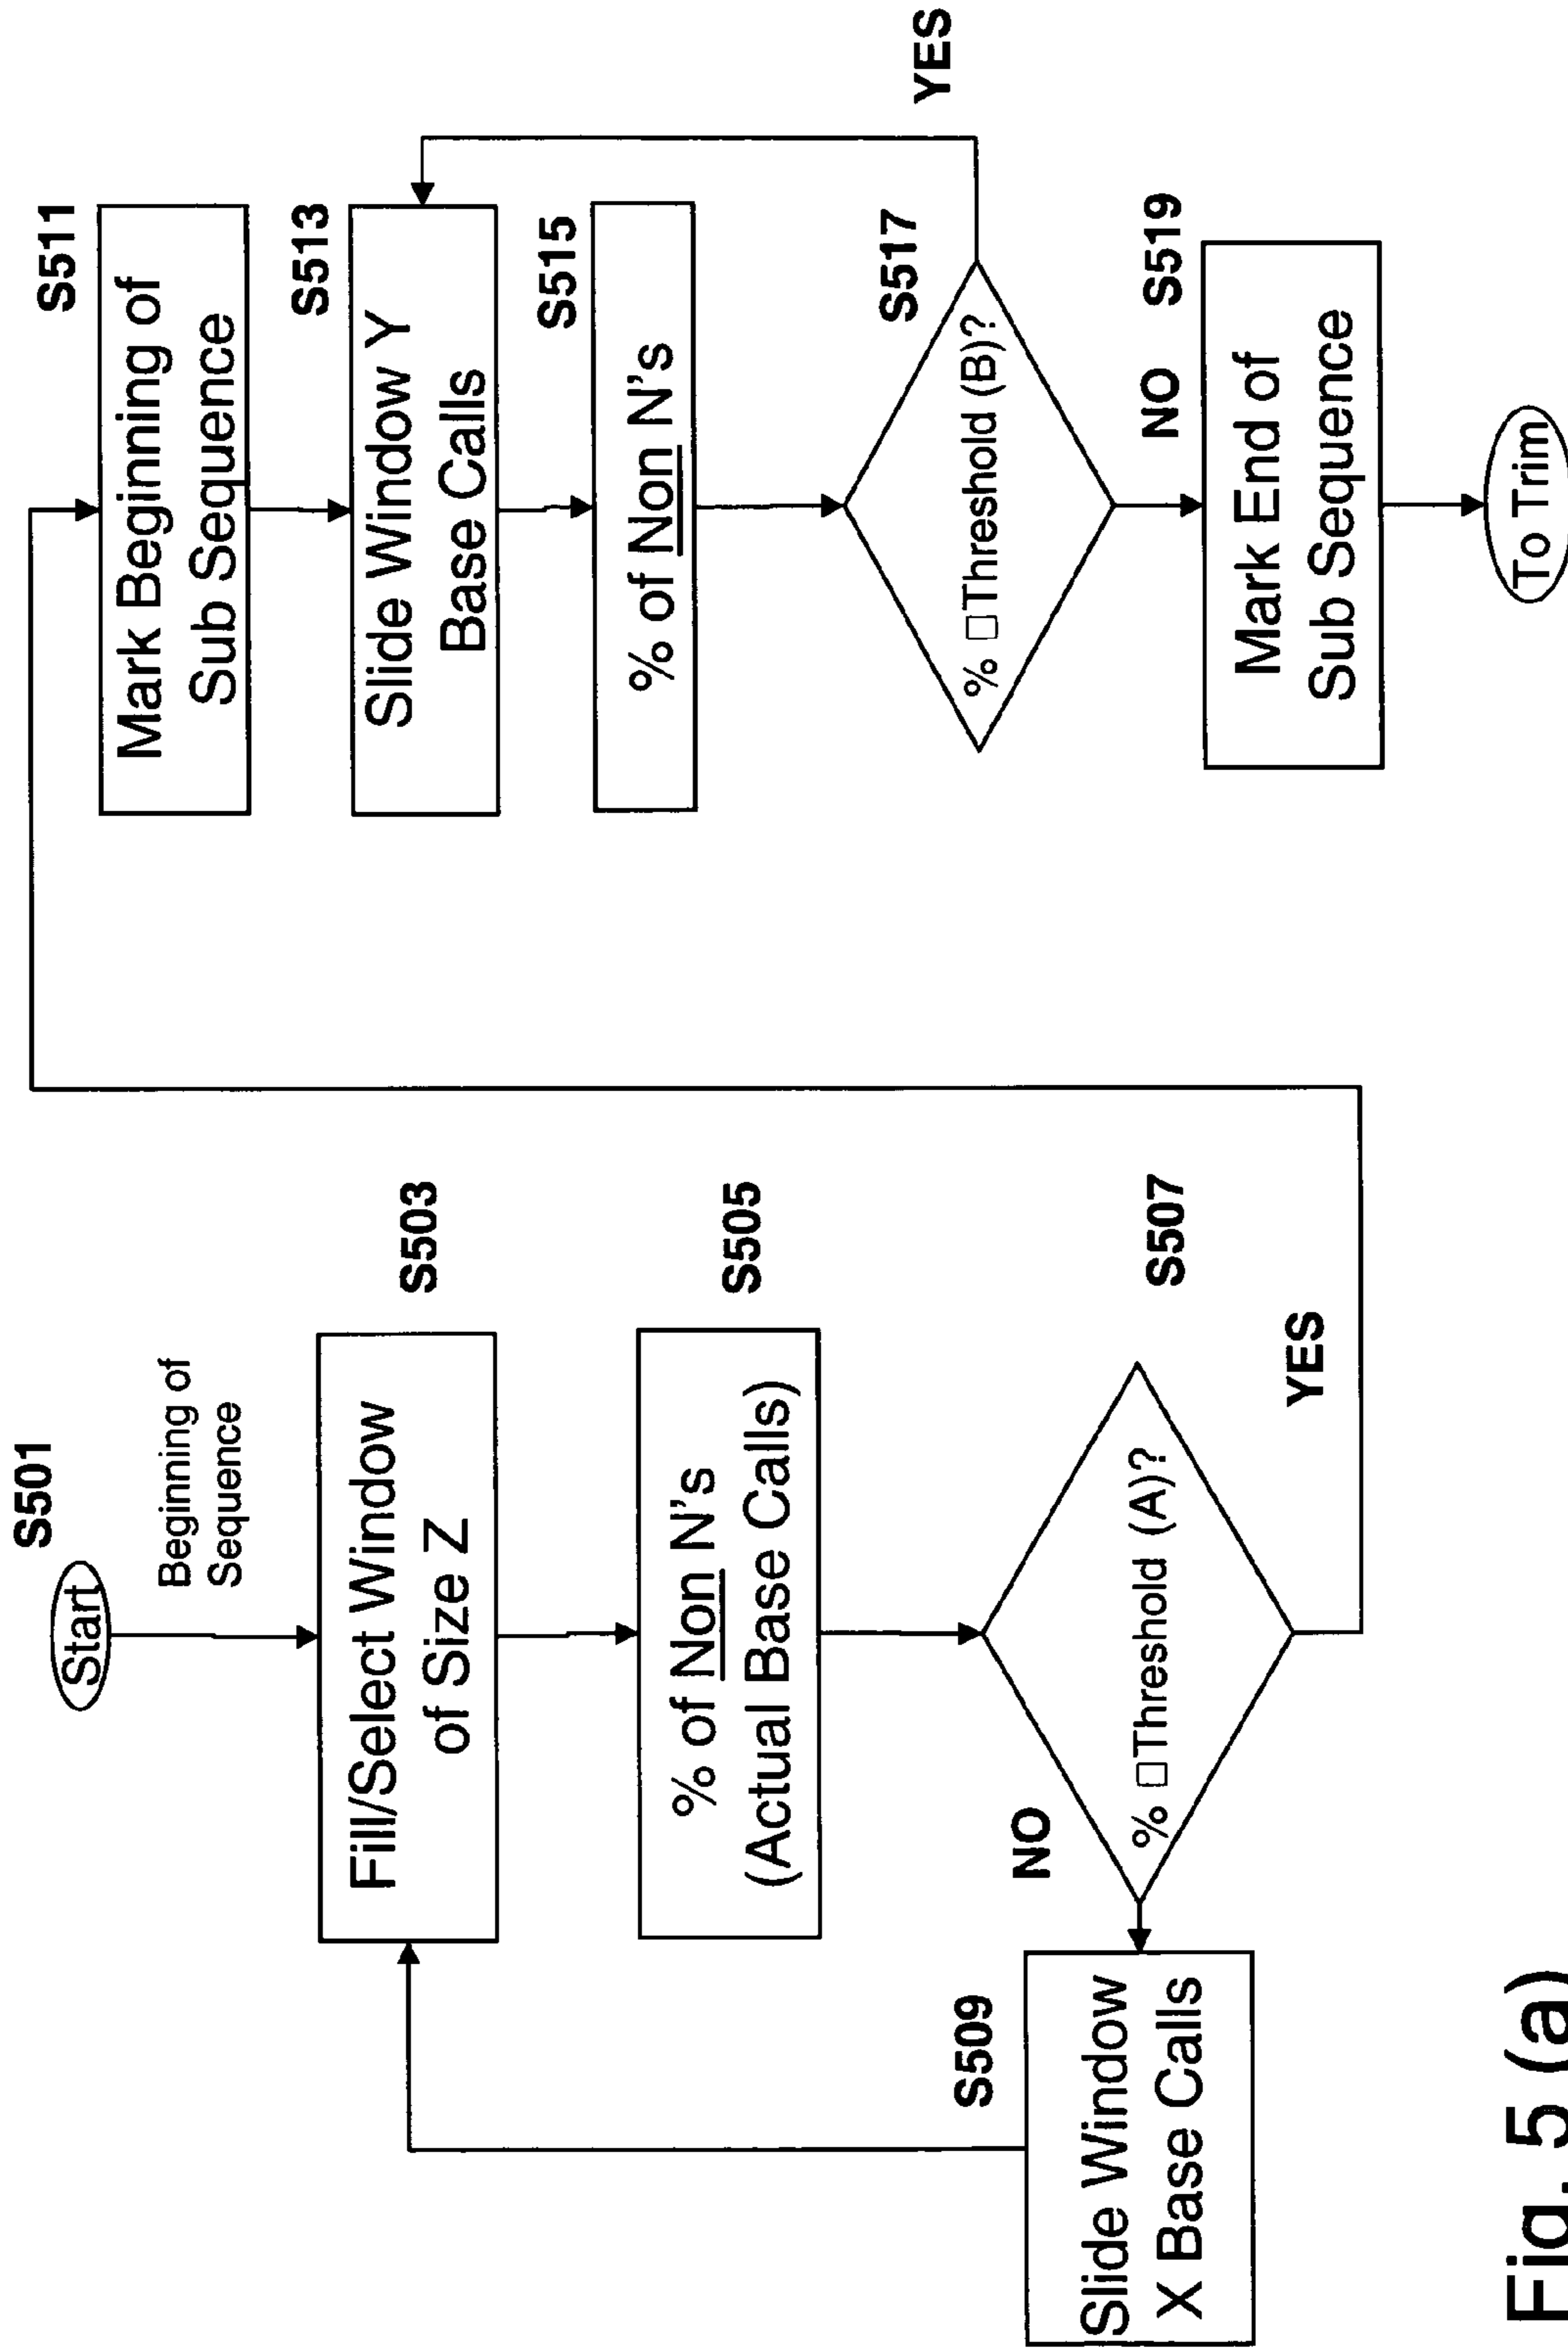 S501
Start
Beginning of
Sequence
Fill/Select Window
of Size Z
S503
% of Non N's
(Actual Base Calls)
S505
% □Threshold (A)?
S507
NO
YES
S509
Slide Window
X Base Calls
S511
Mark Beginning of
Sub Sequence
S513
Slide Window Y
Base Calls
S515
% of Non N's
S517
% □Threshold (B)?
YES
NO
S519
Mark End of
Sub Sequence
To Trim
Fig. 5 (a)